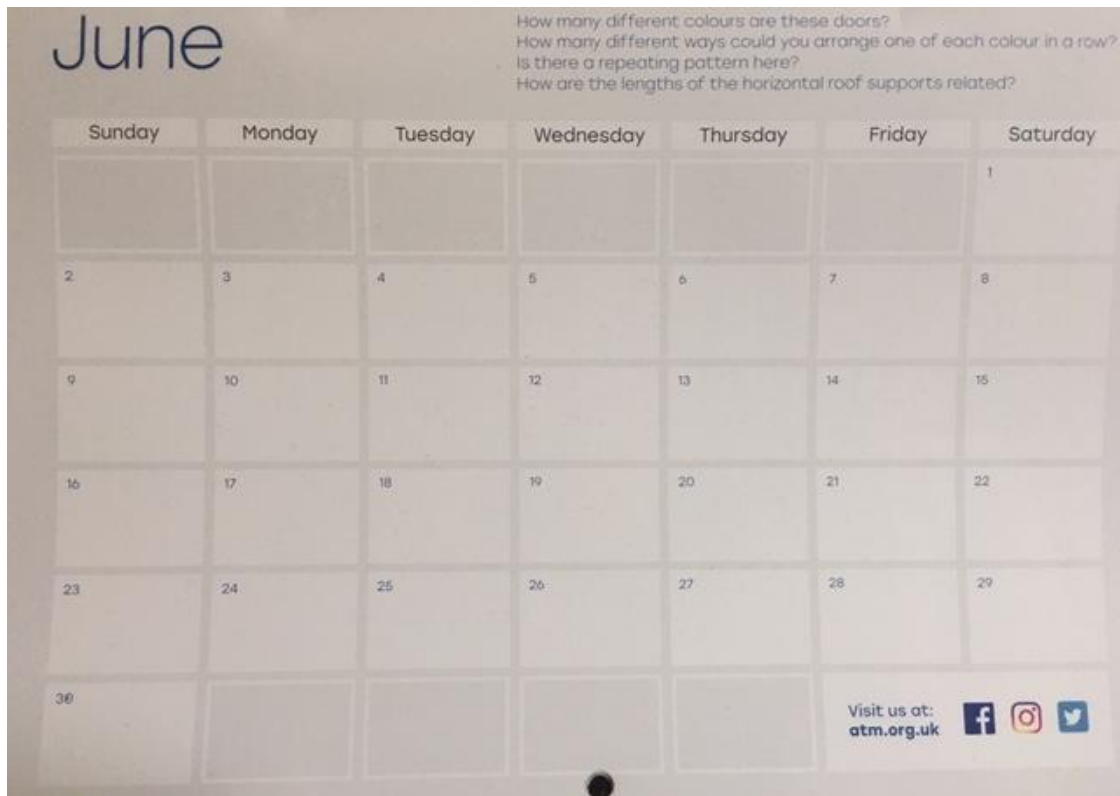 June
How many different colours are these doors?
How many different ways could you arrange one of each colour in a row?
Is there a repeating pattern here?
How are the lengths of the horizontal roof supports related?
Sunday Monday Tuesday Wednesday Thursday Friday Saturday
1
2 3 4 5 6 7 8
9 10 11 12 13 14 15
16 17 18 19 20 21 22
23 24 25 26 27 28 29
30
Visit us at:
atm.org.uk